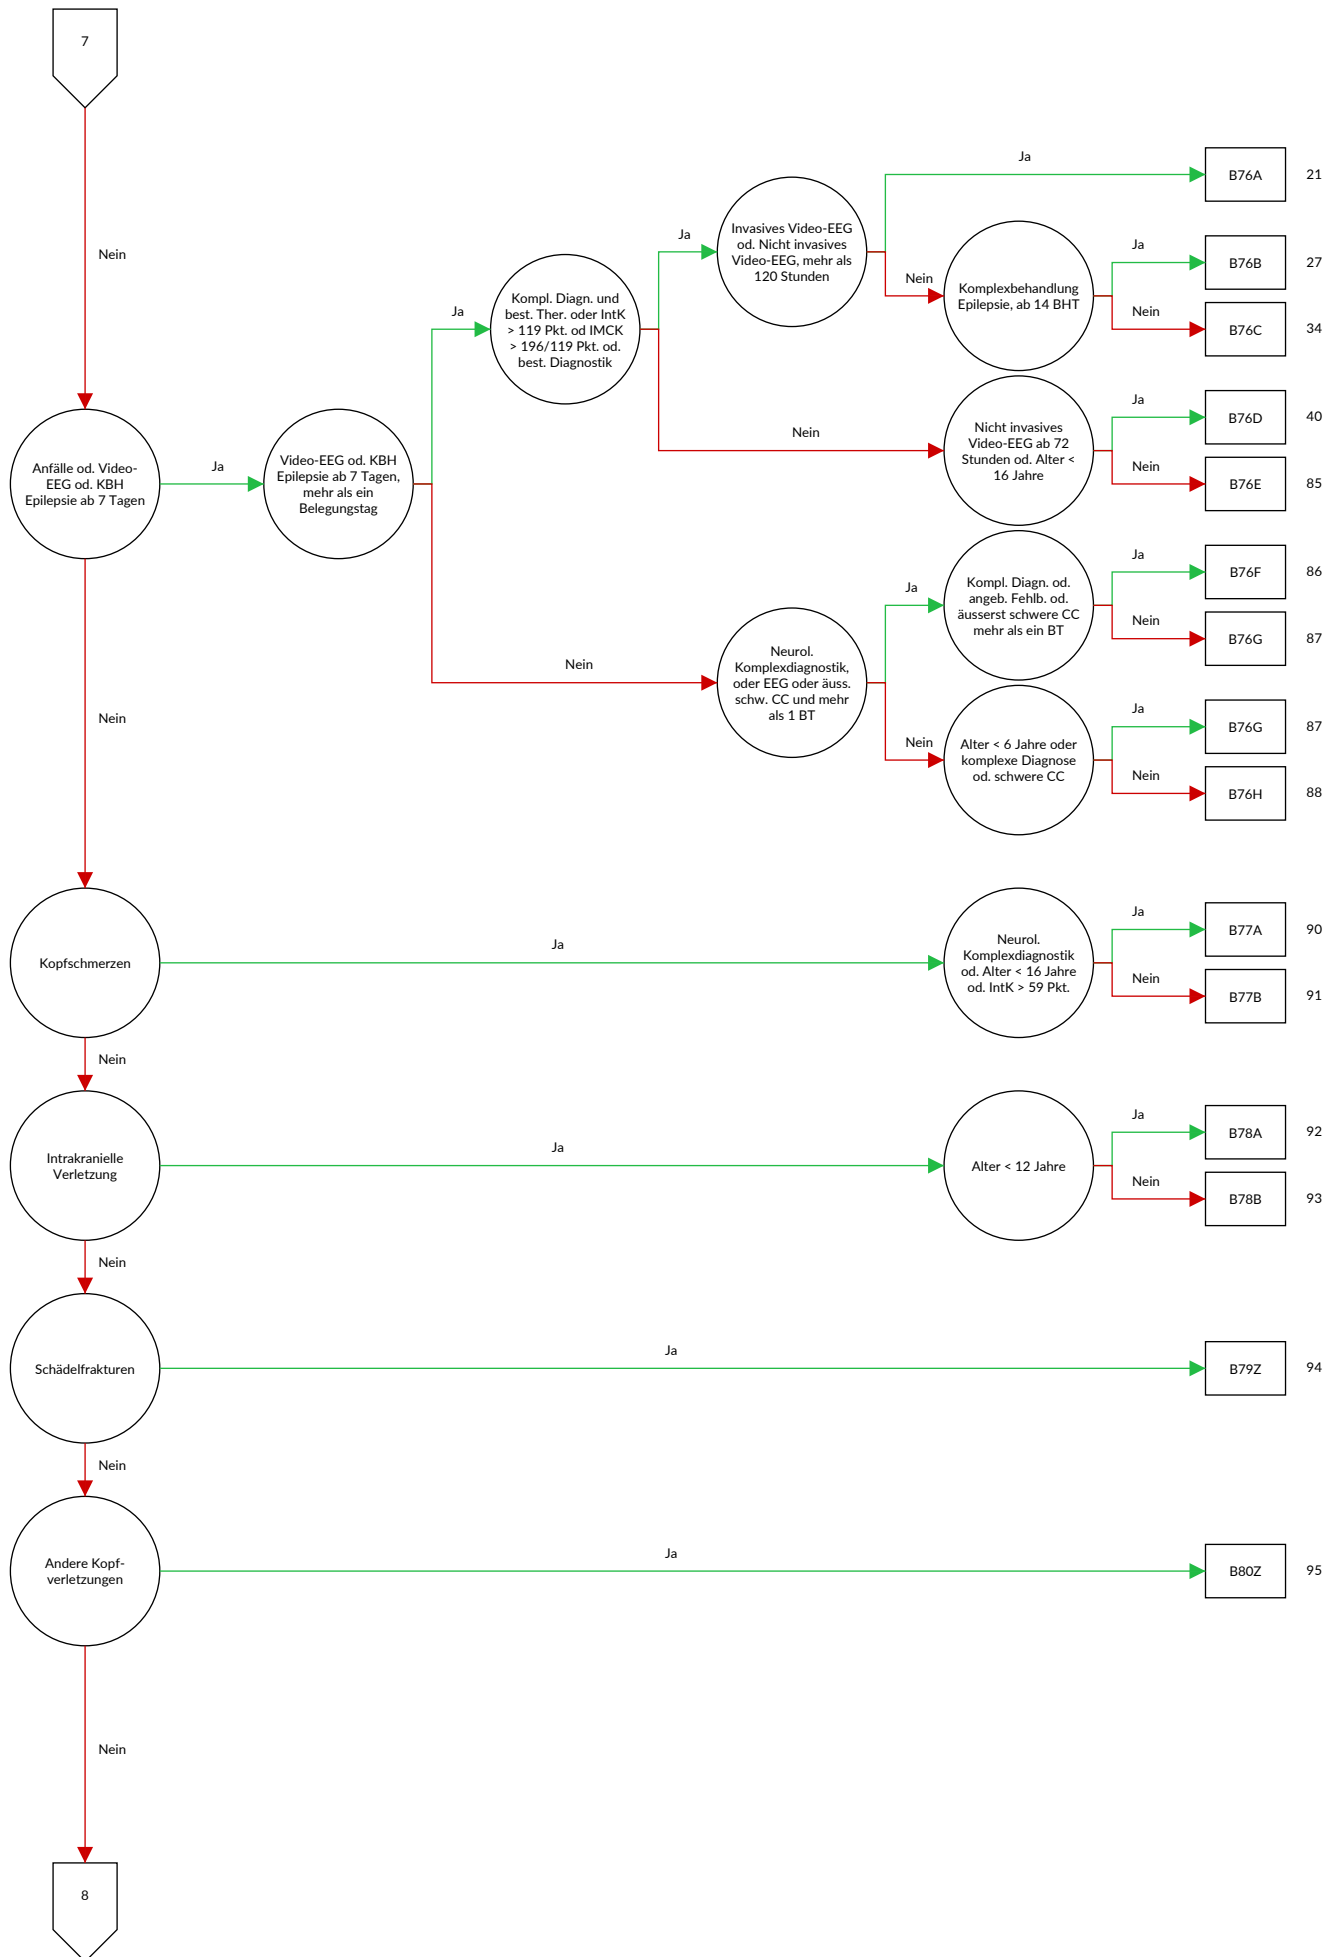 7
Nein
Ja
B76A
21
Invasives Video-EEG
od. Nicht invasives
Video-EEG, mehr als
120 Stunden
Ja
Nein
Komplexbehandlung
Epilepsie, ab 14 BHT
Ja
B76B
27
Nein
B76C
34
Kompl. Diagn. und
best. Ther. oder IntK
> 119 Pkt. od IMCK
> 196/119 Pkt. od.
best. Diagnostik
Ja
Nein
Nicht invasives
Video-EEG ab 72
Stunden od. Alter <
16 Jahre
Ja
B76D
40
Nein
B76E
85
Anfälle od. Video-
EEG od. KBH
Epilepsie ab 7 Tagen
Ja
Video-EEG od. KBH
Epilepsie ab 7 Tagen,
mehr als ein
Belegungstag
Kompl. Diagn. od.
angeb. Fehlb. od.
äusserst schwere CC
mehr als ein BT
Ja
B76F
86
Nein
B76G
87
Ja
Nein
Neurol.
Komplexdiagnostik,
oder EEG oder äuss.
schw. CC und mehr
als 1 BT
Nein
Nein
Alter < 6 Jahre oder
komplexe Diagnose
od. schwere CC
Ja
B76G
87
Nein
B76H
88
Kopfschmerzen
Ja
Neurol.
Komplexdiagnostik
od. Alter < 16 Jahre
od. IntK > 59 Pkt.
Ja
B77A
90
Nein
B77B
91
Nein
Intrakranielle
Verletzung
Ja
Alter < 12 Jahre
Ja
B78A
92
Nein
B78B
93
Nein
Schädelfrakturen
Ja
B79Z
94
Nein
Andere Kopf-
verletzungen
Ja
B80Z
95
Nein
8